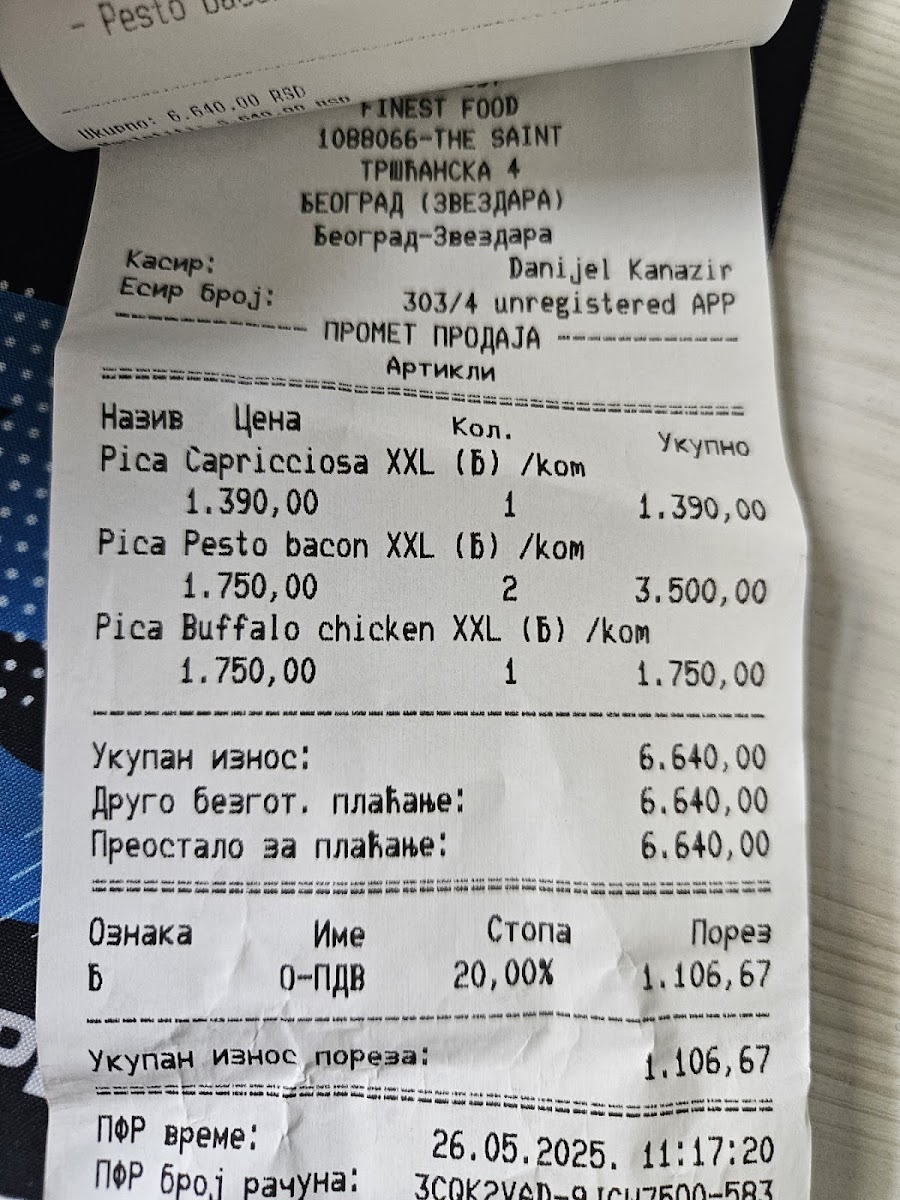 - Pesto
Укупно: 6.640.00 RSD
6.640.00 RSD
FINEST FOOD
1088066-THE SAINT
ТРШЋАНСКА 4
БЕОГРАД (ЗВЕЗДАРА)
Београд-Звездара
Касир: Danijel Kanazir
Есир број: 303/4 unregistered APP
ПРОМЕТ ПРОДАЈА
Артикли
Назив Цена Кол. Укупно
Pica Capricciosa XXL (Ђ) /kom
1.390,00 1 1.390,00
Pica Pesto bacon XXL (Ђ) /kom
1.750,00 2 3.500,00
Pica Buffalo chicken XXL (Ђ) /kom
1.750,00 1 1.750,00
Укупан износ: 6.640,00
Друго безгот. плаћање: 6.640,00
Преостало за плаћање: 6.640,00
Ознака Име Стопа Порез
Ђ О-ПДВ 20,00% 1.106,67
Укупан износ пореза: 1.106,67
ПФР време: 26.05.2025. 11:17:20
ПФР број рачуна: